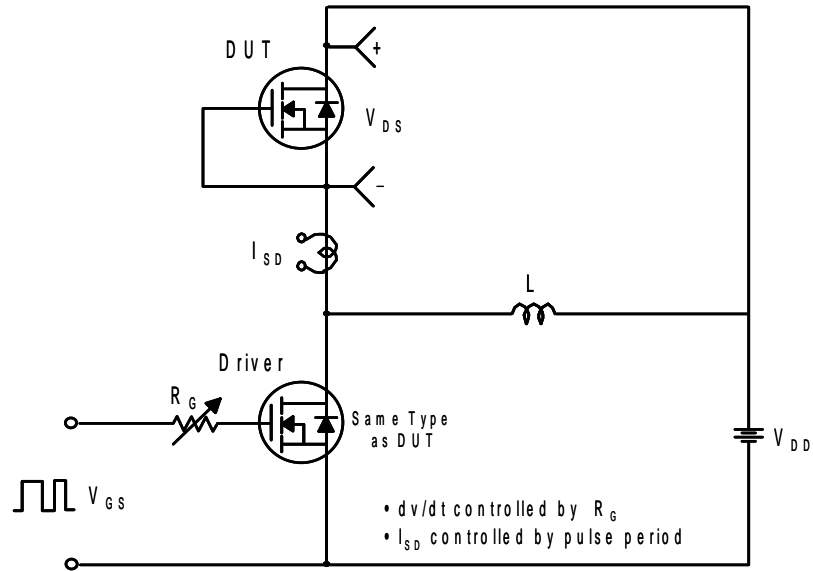 DUT
+
V DS
–
I SD
L
Driver
R G
Same Type
as DUT
V DD
V GS
• dv/dt controlled by R G
• I SD controlled by pulse period